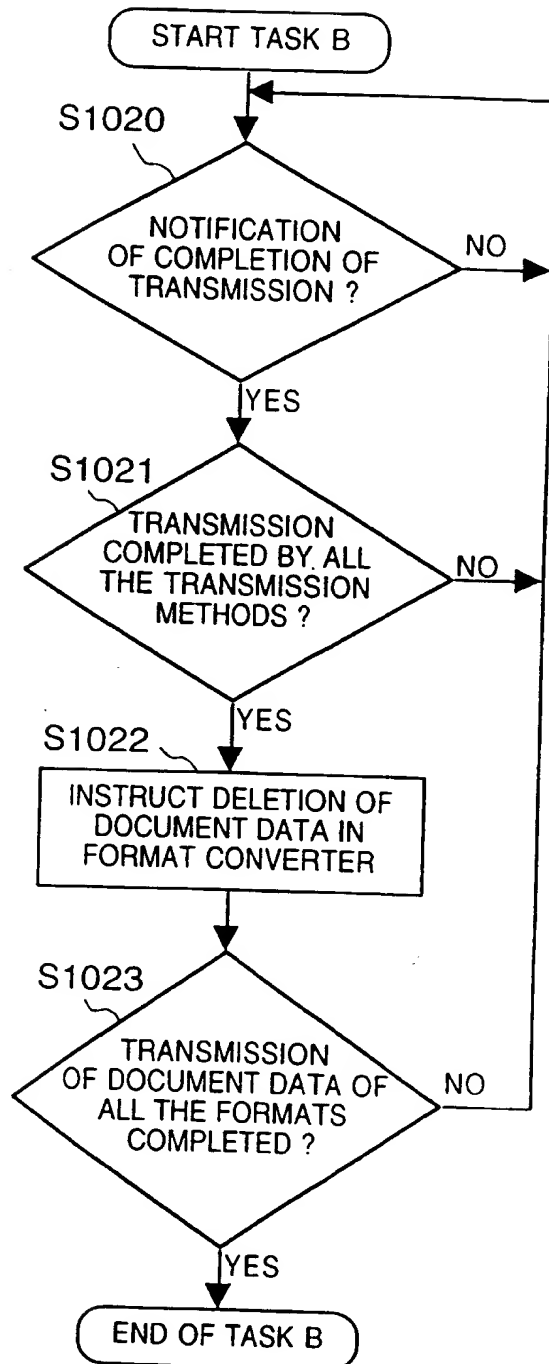 START TASK B
S1020
NOTIFICATION
OF COMPLETION OF
TRANSMISSION ?
NO
YES
S1021
TRANSMISSION
COMPLETED BY ALL
THE TRANSMISSION
METHODS ?
NO
YES
S1022
INSTRUCT DELETION OF
DOCUMENT DATA IN
FORMAT CONVERTER
S1023
TRANSMISSION
OF DOCUMENT DATA OF
ALL THE FORMATS
COMPLETED ?
NO
YES
END OF TASK B